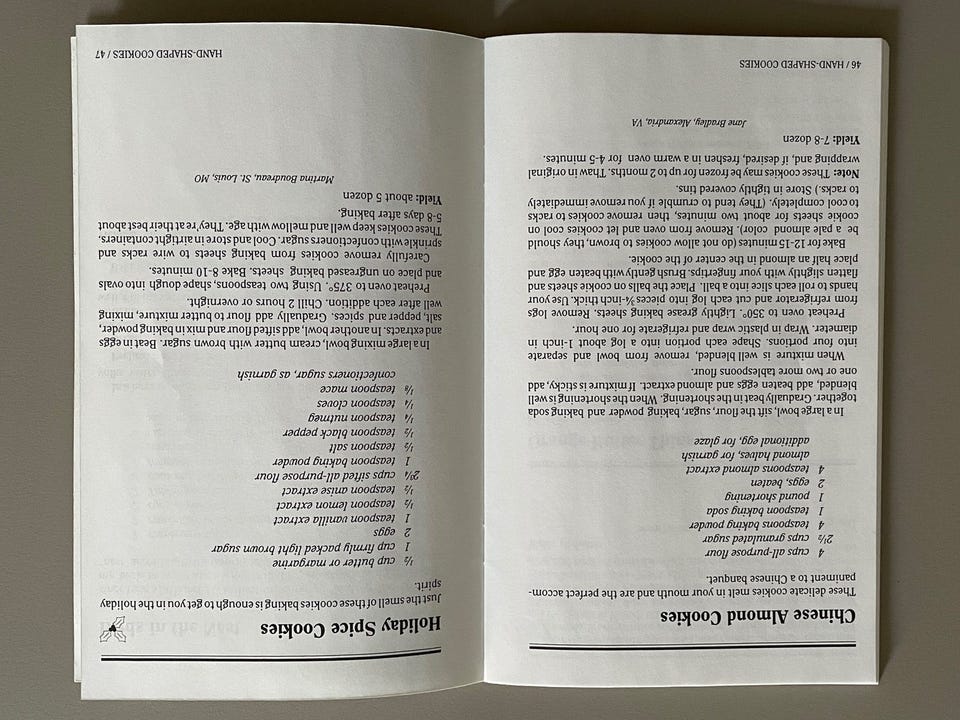 Chinese Almond Cookies
These delicate cookies melt in your mouth and are the perfect accom-
paniment to a Chinese banquet.
4 cups all-purpose flour
2½ cups granulated sugar
4 teaspoons baking powder
1 teaspoon baking soda
1 pound shortening
2 eggs, beaten
4 teaspoons almond extract
almond halves, for garnish
additional egg, for glaze
In a large bowl, sift the flour, sugar, baking powder and baking soda
together. Gradually beat in the shortening. When the shortening is well
blended, add beaten eggs and almond extract. If mixture is sticky, add
one or two more tablespoons flour.
When mixture is well blended, remove from bowl and separate
into four portions. Shape each portion into a log about 1-inch in
diameter. Wrap in plastic wrap and refrigerate for one hour.
Preheat oven to 350°. Lightly grease baking sheets. Remove logs
from refrigerator and cut each log into pieces ¾-inch thick. Use your
hands to roll each slice into a ball. Place the balls on cookie sheets and
flatten slightly with your fingertips. Brush gently with beaten egg and
place half an almond in the center of the cookie.
Bake for 12-15 minutes (do not allow cookies to brown, they should
be a pale almond color). Remove from oven and let cookies cool on
cookie sheets for about two minutes, then remove cookies to racks
to cool completely. (They tend to crumble if you remove immediately
to racks.) Store in tightly covered tins.
Note: These cookies may be frozen for up to 2 months. Thaw in original
wrapping and, if desired, freshen in a warm oven for 4-5 minutes.
Yield: 7-8 dozen
Jane Bradley, Alexandria, VA
46 / HAND-SHAPED COOKIES
Holiday Spice Cookies
Just the smell of these cookies baking is enough to get you in the holiday
spirit.
½ cup butter or margarine
1 cup firmly packed light brown sugar
2 eggs
1 teaspoon vanilla extract
½ teaspoon lemon extract
½ teaspoon anise extract
2¼ cups sifted all-purpose flour
1 teaspoon baking powder
½ teaspoon salt
½ teaspoon black pepper
¼ teaspoon nutmeg
¼ teaspoon cloves
⅛ teaspoon mace
confectioners sugar, as garnish
In a large mixing bowl, cream butter with brown sugar. Beat in eggs
and extracts. In another bowl, add sifted flour and mix in baking powder,
salt, pepper and spices. Gradually add flour to butter mixture, mixing
well after each addition. Chill 2 hours or overnight.
Preheat oven to 375°. Using two teaspoons, shape dough into ovals
and place on ungreased baking sheets. Bake 8-10 minutes.
Carefully remove cookies from baking sheets to wire racks and
sprinkle with confectioners sugar. Cool and store in airtight containers.
These cookies keep well and mellow with age. They're at their best about
5-8 days after baking.
Yield: about 5 dozen
Martina Boudreau, St. Louis, MO
HAND-SHAPED COOKIES / 47